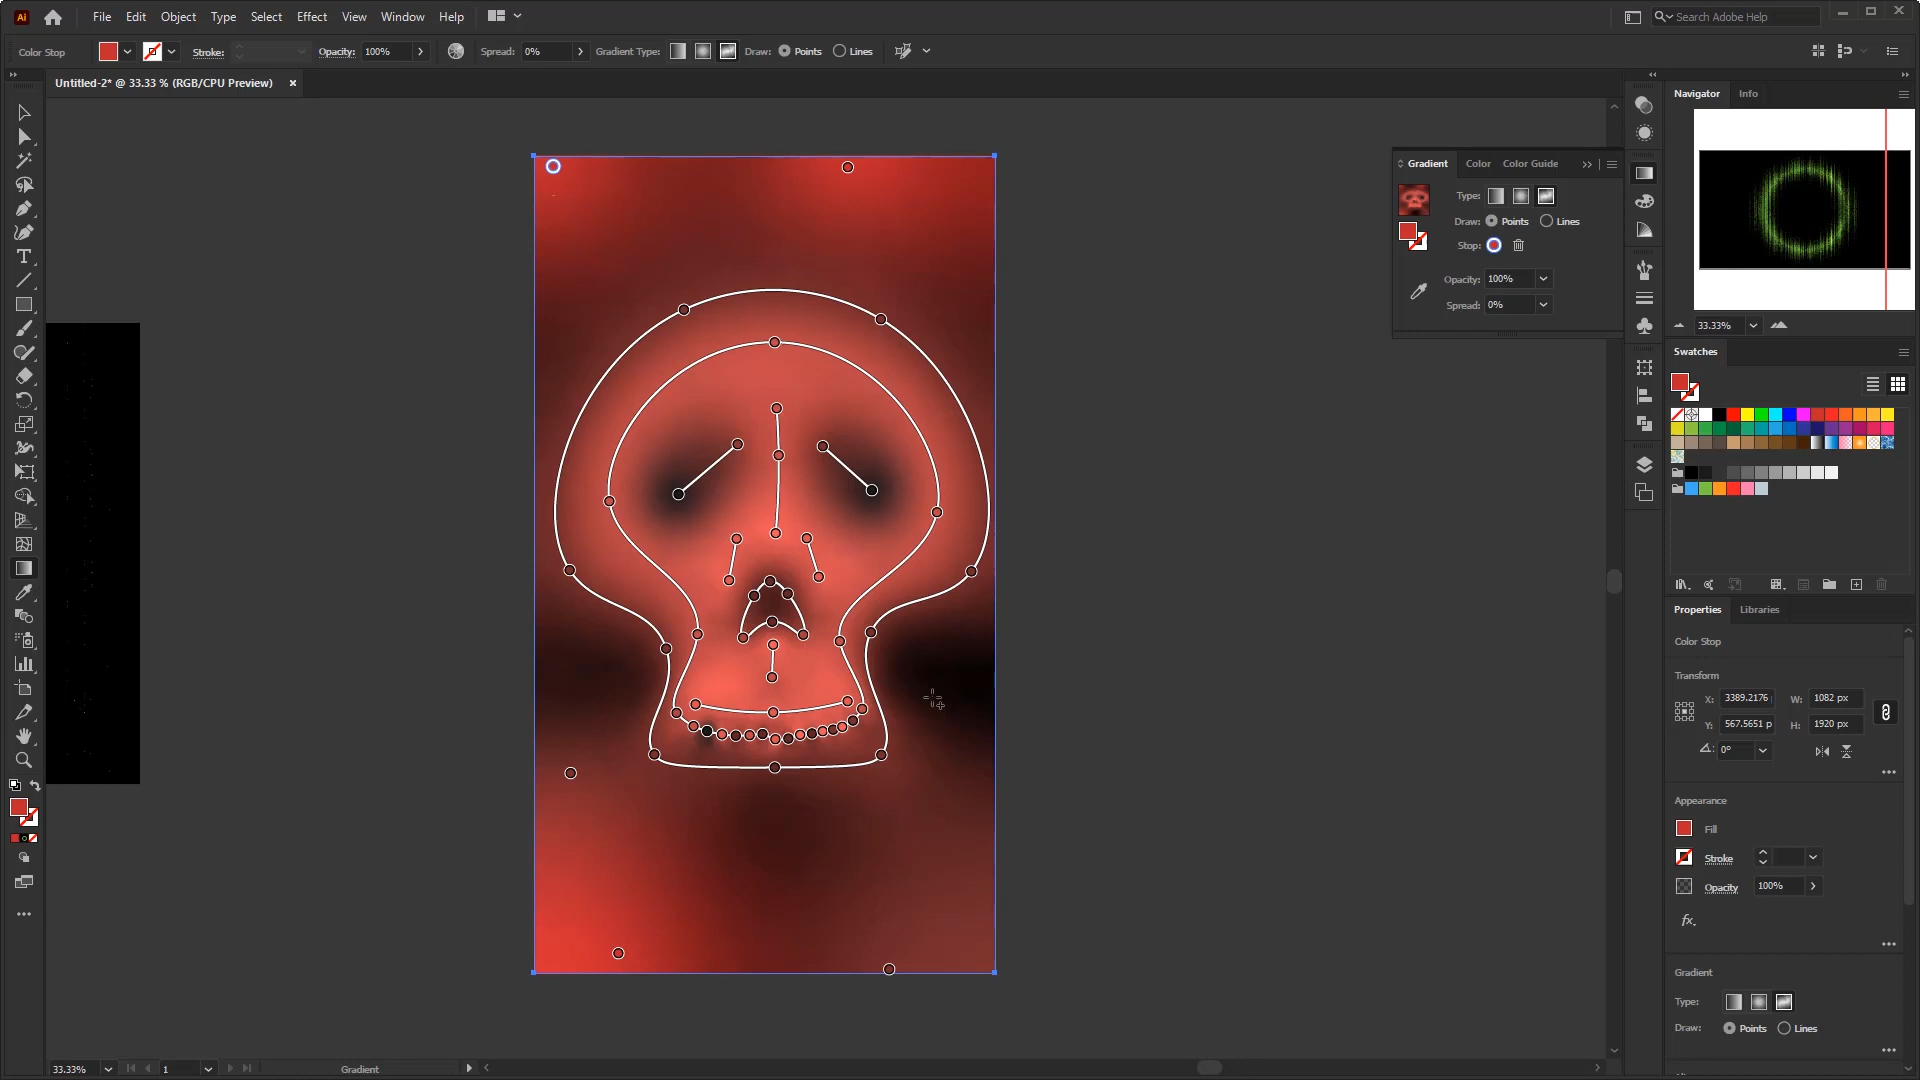 Ai File Edit Object Type Select Effect View Window Help Search Adobe Help
Color Stop Stroke: Opacity: 100% Spread: 0% Gradient Type: Draw: Points Lines
Untitled-2* @ 33.33 % (RGB/CPU Preview) ×
Navigator Info
33.33%
Swatches
Gradient Color Color Guide
Type:
Draw: Points Lines
Stop:
Opacity: 100%
Spread: 0%
Properties Libraries
Color Stop
Transform
X: 3389.2176 W: 1082 px
Y: 567.5651 p H: 1920 px
0°
Appearance
Fill
Stroke
Opacity 100%
fx.
Gradient
Type:
Draw: Points Lines
33.33% 1 Gradient